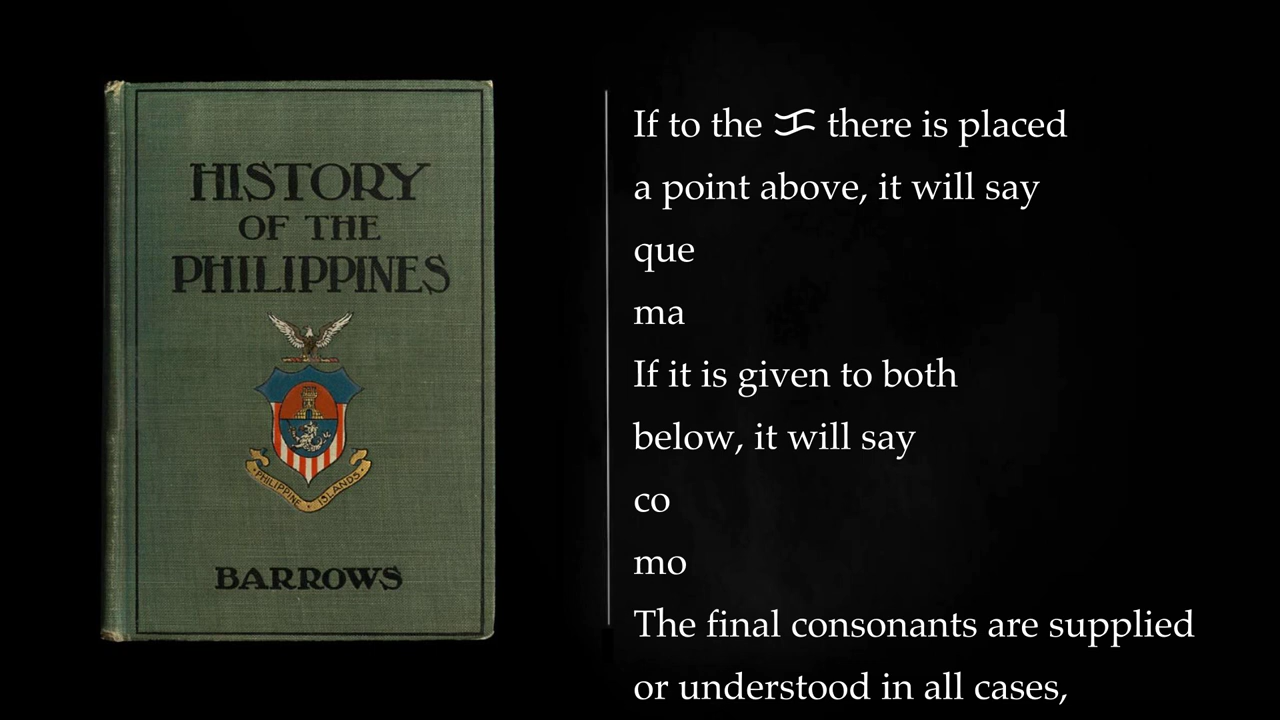 HISTORY
OF THE
PHILIPPINES
PHILIPPINE ISLANDS
BARROWS
If to the ᜃ there is placed
a point above, it will say
que
ma
If it is given to both
below, it will say
co
mo
The final consonants are supplied
or understood in all cases,